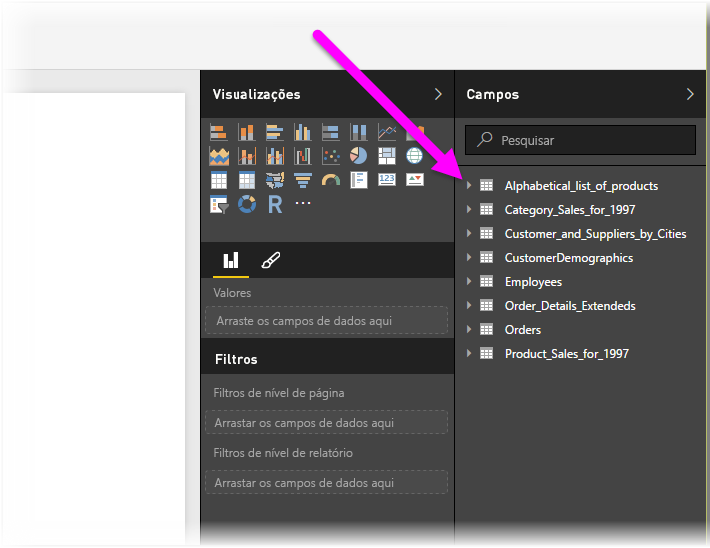 Visualizações
R
123
Valores
Arraste os campos de dados aqui
Filtros
Filtros de nível de página
Arrastar os campos de dados aqui
Filtros de nível de relatório
Arrastar os campos de dados aqui
Campos
Pesquisar
Alphabetical_list_of_products
Category_Sales_for_1997
Customer_and_Suppliers_by_Cities
CustomerDemographics
Employees
Order_Details_Extendeds
Orders
Product_Sales_for_1997